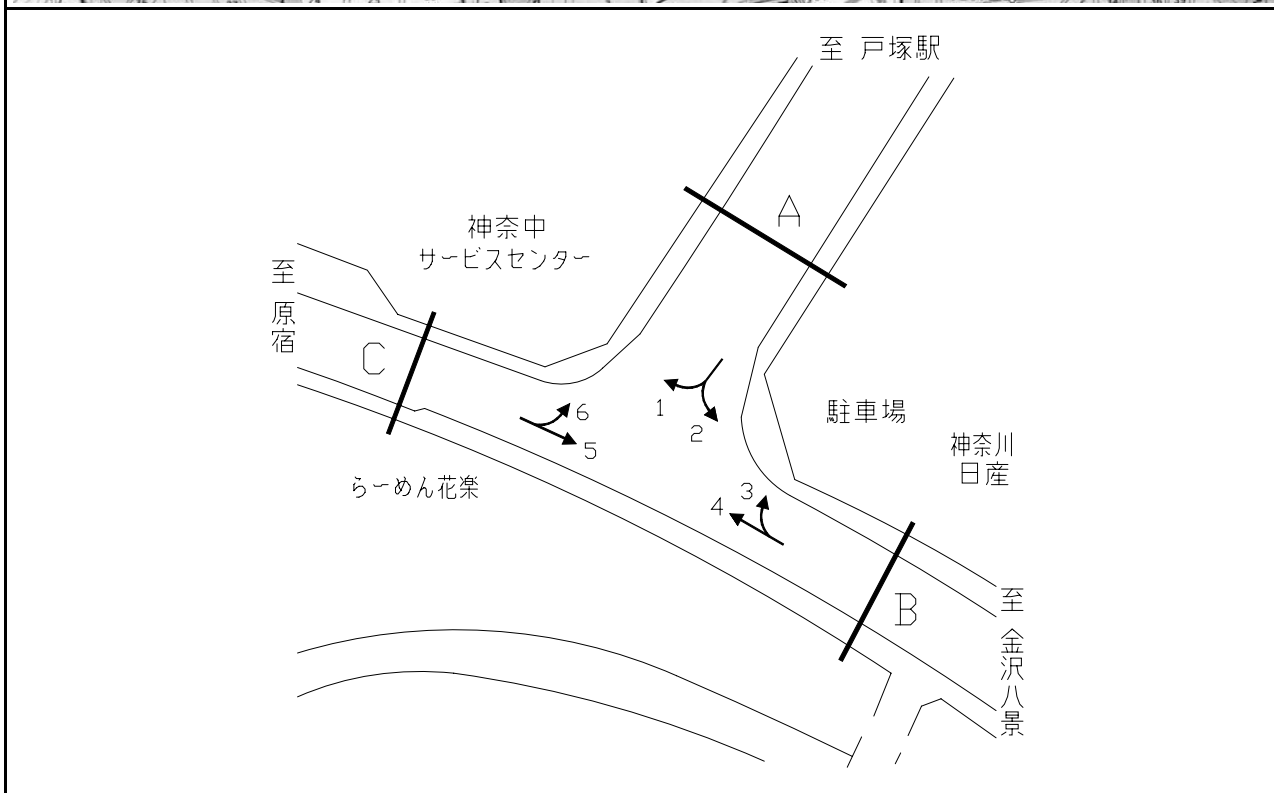 至 戸塚駅
A
神奈中
サービスセンター
至 原宿
C
6
5
1
2
駐車場
神奈川
日産
らーめん花楽
3
4
B
至 金沢八景